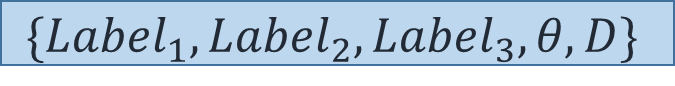 {Label₁, Label₂, Label₃, θ, D}